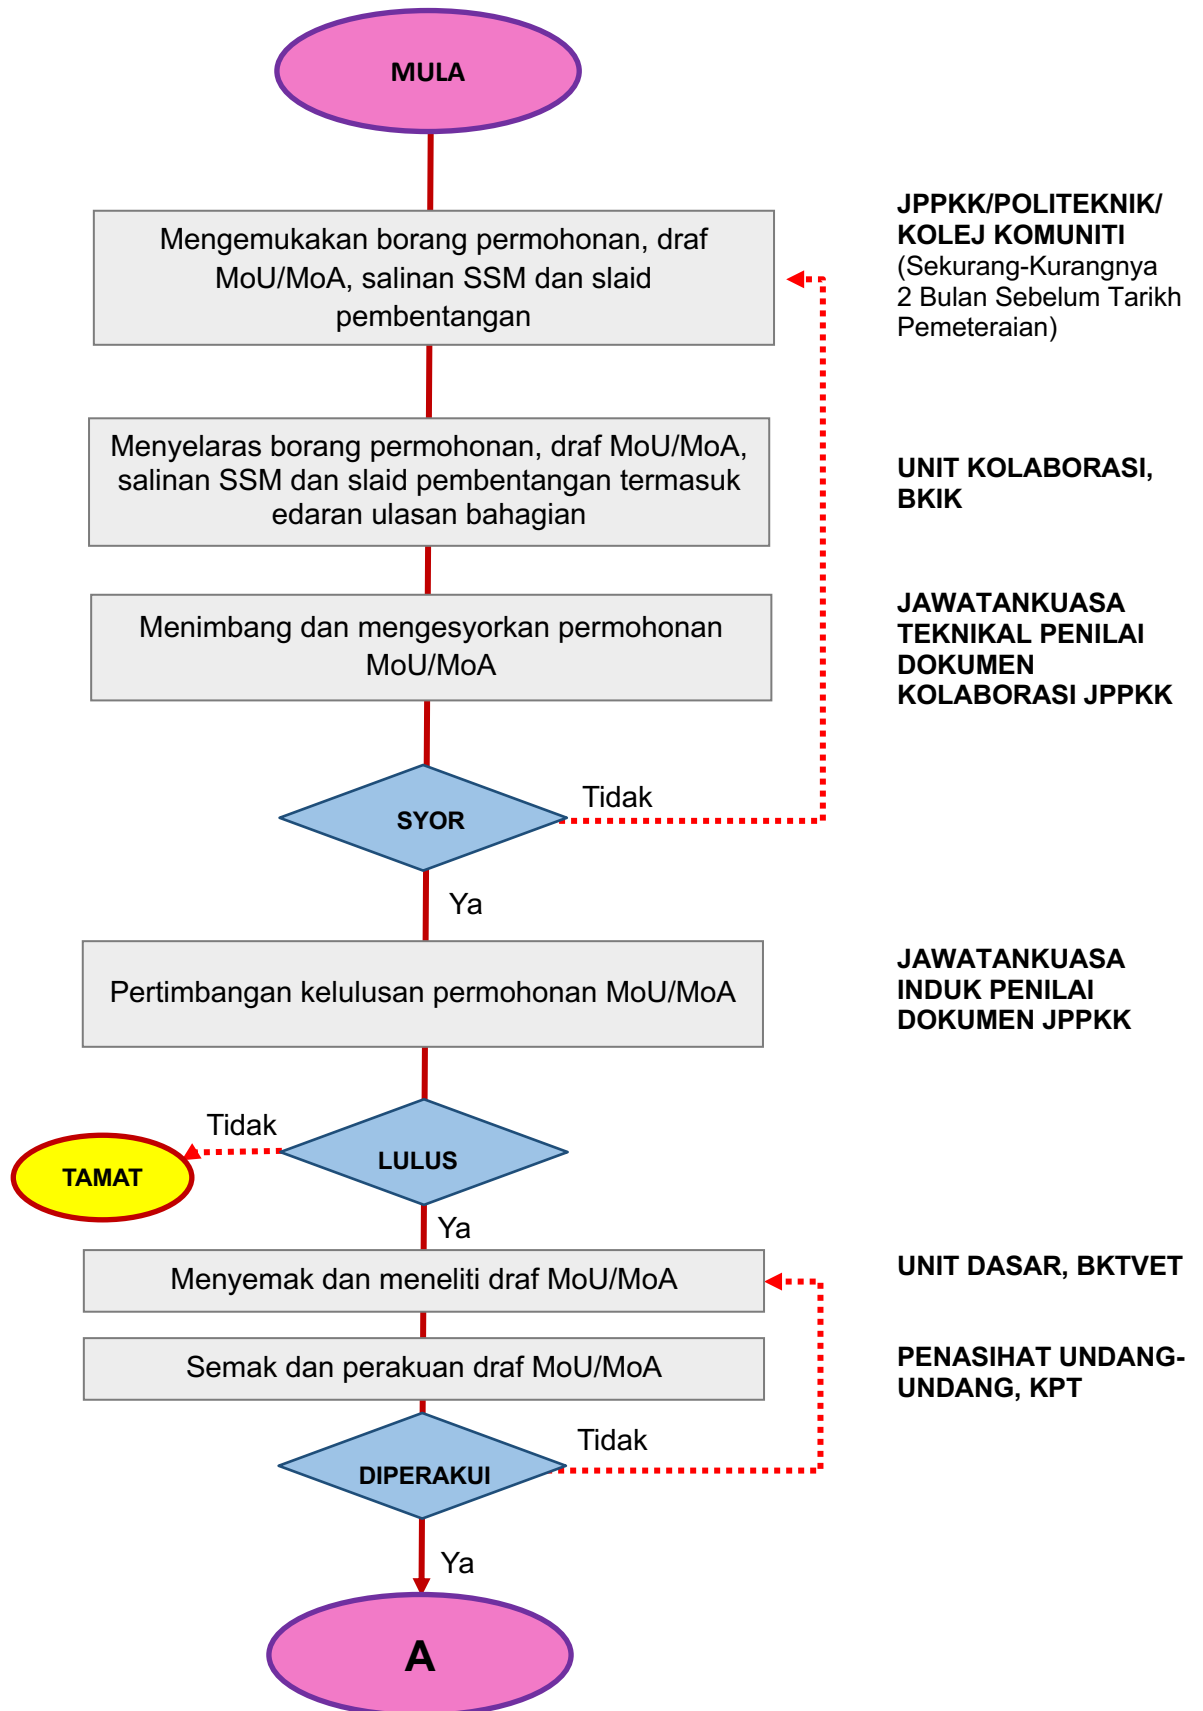 MULA
Mengemukakan borang permohonan, draf
MoU/MoA, salinan SSM dan slaid
pembentangan
JPPKK/POLITEKNIK/
KOLEJ KOMUNITI
(Sekurang-Kurangnya
2 Bulan Sebelum Tarikh
Pemeteraian)
Menyelaras borang permohonan, draf MoU/MoA,
salinan SSM dan slaid pembentangan termasuk
edaran ulasan bahagian
UNIT KOLABORASI,
BKIK
Menimbang dan mengesyorkan permohonan
MoU/MoA
JAWATANKUASA
TEKNIKAL PENILAI
DOKUMEN
KOLABORASI JPPKK
SYOR
Tidak
Ya
Pertimbangan kelulusan permohonan MoU/MoA
JAWATANKUASA
INDUK PENILAI
DOKUMEN JPPKK
Tidak
TAMAT
LULUS
Ya
Menyemak dan meneliti draf MoU/MoA
UNIT DASAR, BKTVET
Semak dan perakuan draf MoU/MoA
PENASIHAT UNDANG-
UNDANG, KPT
DIPERAKUI
Tidak
Ya
A